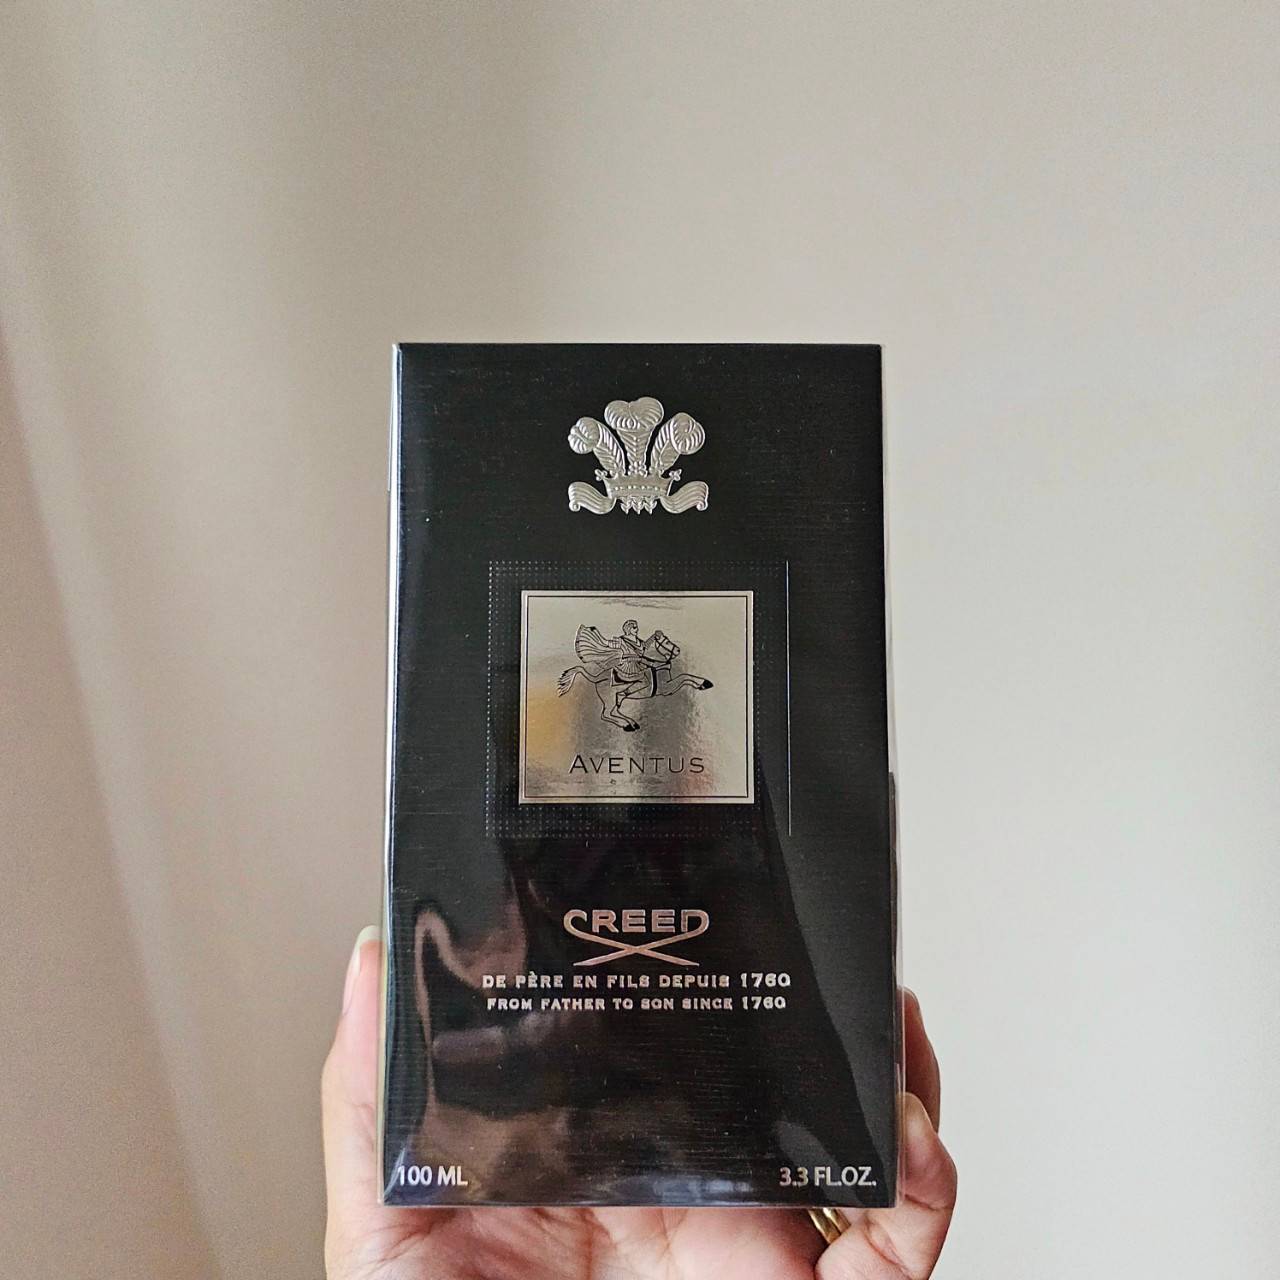 AVENTUS
CREED
DE PÈRE EN FILS DEPUIS 1760
FROM FATHER TO SON SINCE 1760
100 ML
3.3 FL.OZ.